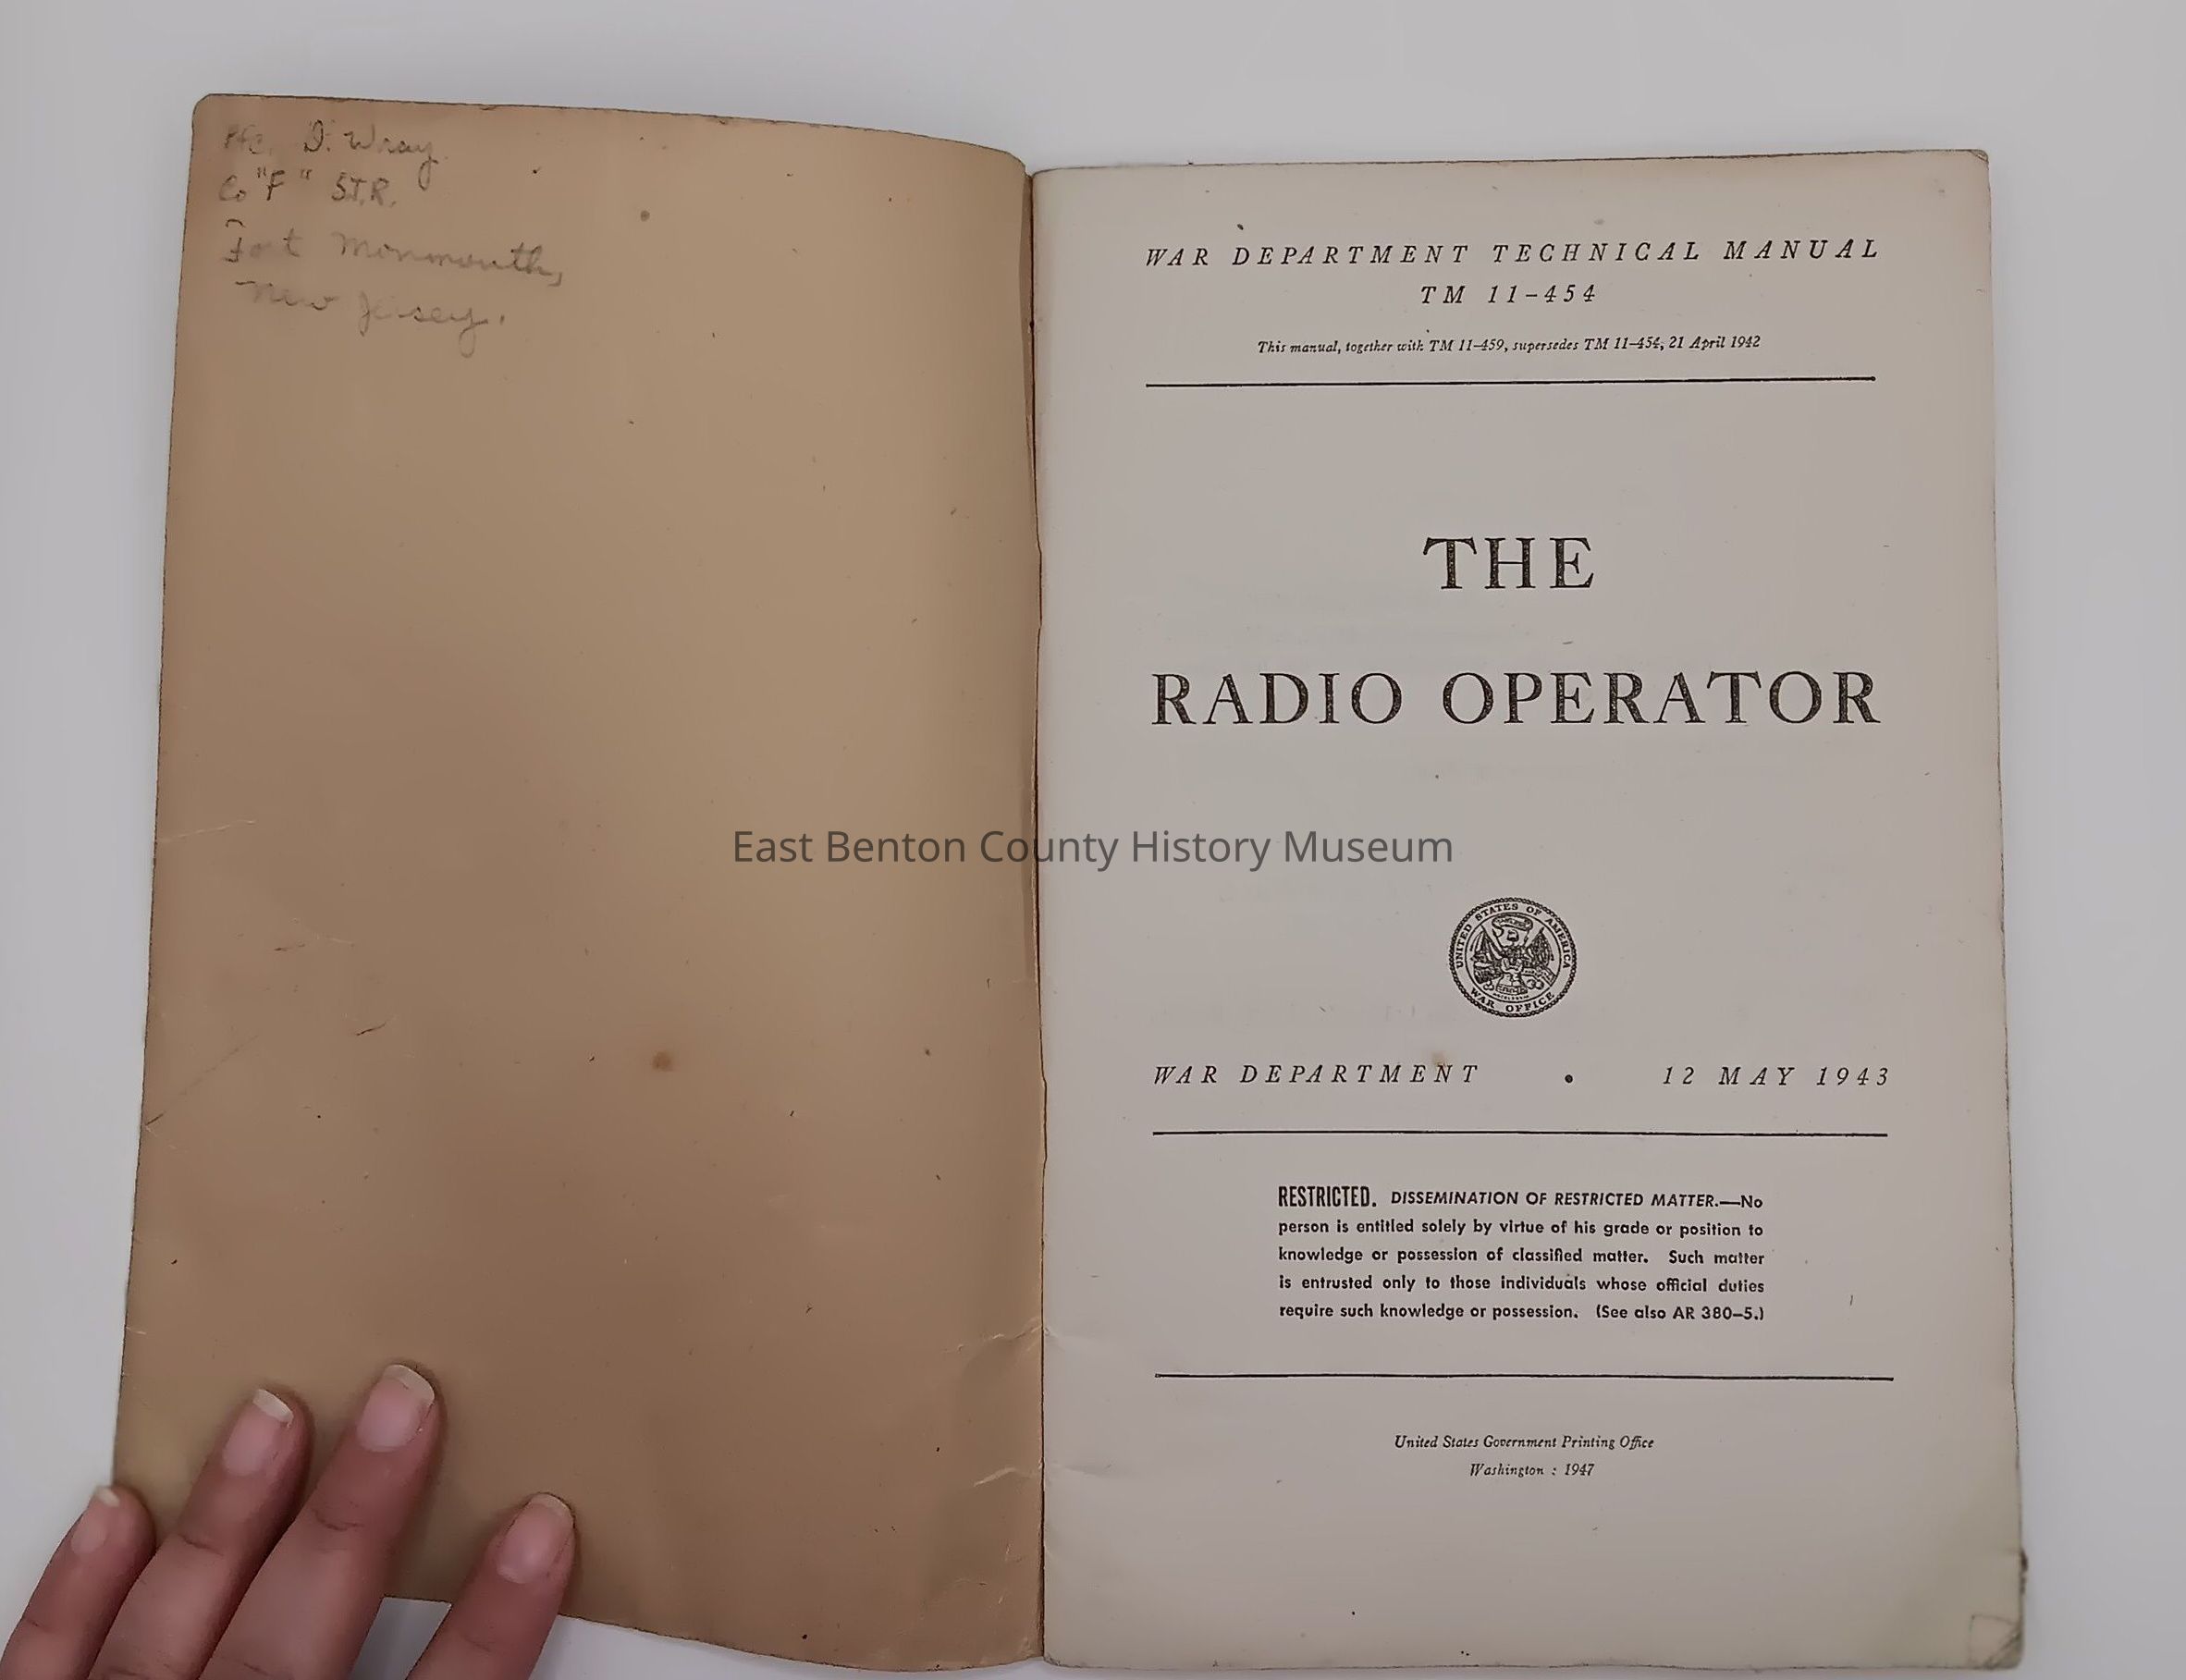 Pfc. D. Wray.
Co "F" STR.
Fort Monmouth,
New Jersey.
WAR DEPARTMENT TECHNICAL MANUAL
TM 11-454
This manual, together with TM 11-459, supersedes TM 11-454, 21 April 1942
THE
RADIO OPERATOR
East Benton County History Museum
UNITED STATES OF AMERICA
WAR OFFICE
WAR DEPARTMENT • 12 MAY 1943
RESTRICTED. DISSEMINATION OF RESTRICTED MATTER.—No
person is entitled solely by virtue of his grade or position to
knowledge or possession of classified matter. Such matter
is entrusted only to those individuals whose official duties
require such knowledge or possession. (See also AR 380-5.)
United States Government Printing Office
Washington : 1947